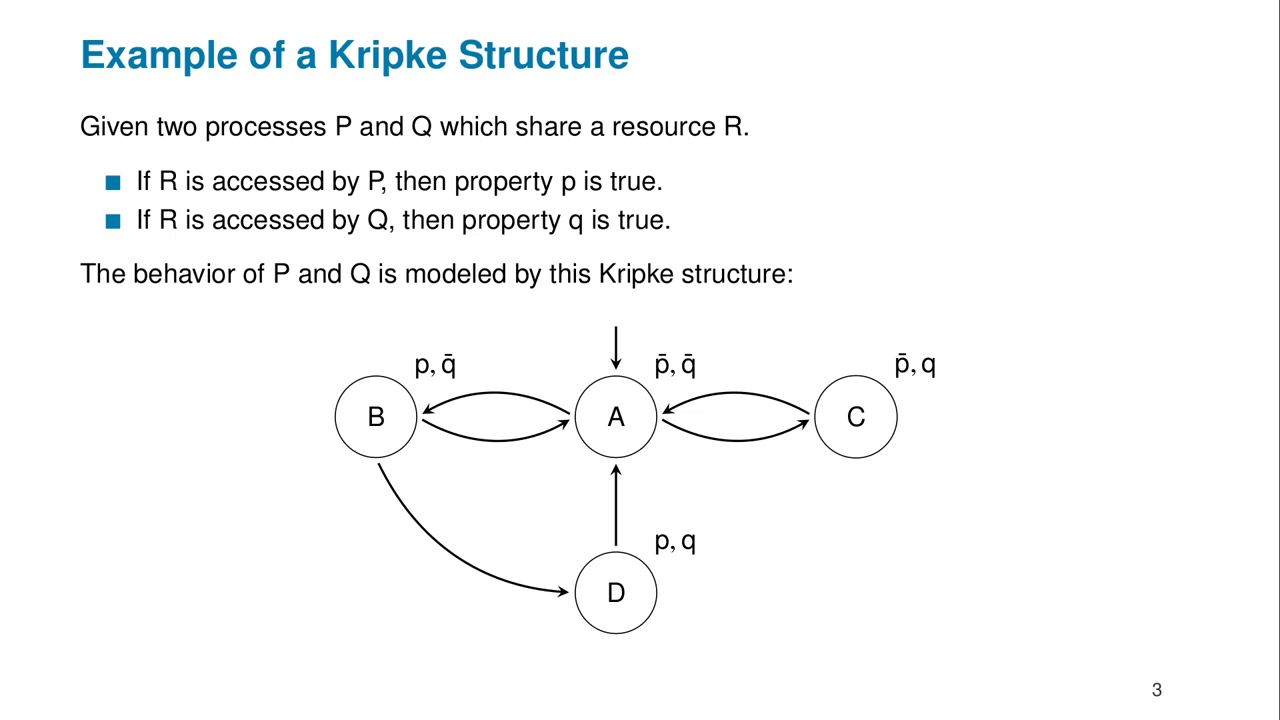 Example of a Kripke Structure
Given two processes P and Q which share a resource R.
If R is accessed by P, then property p is true.
If R is accessed by Q, then property q is true.
The behavior of P and Q is modeled by this Kripke structure:
p, q̄
p̄, q̄
p̄, q
B
A
C
p, q
D
3